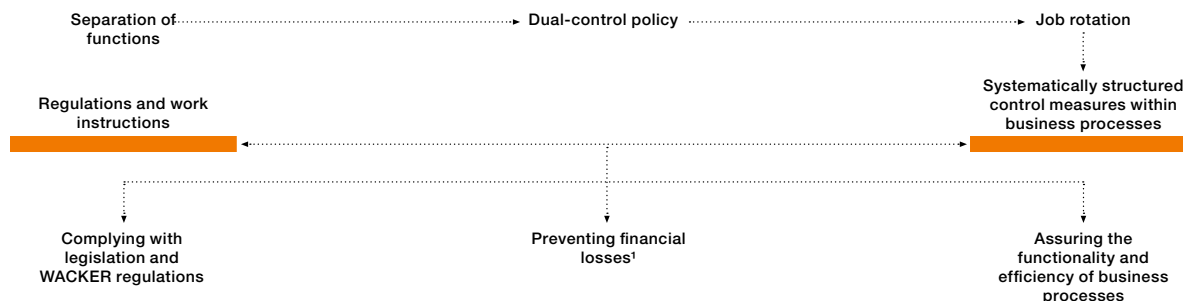 Separation of
functions
Dual-control policy
Job rotation
Regulations and work
instructions
Systematically structured
control measures within
business processes
Complying with
legislation and
WACKER regulations
Preventing financial
losses¹
Assuring the
functionality and
efficiency of business
processes